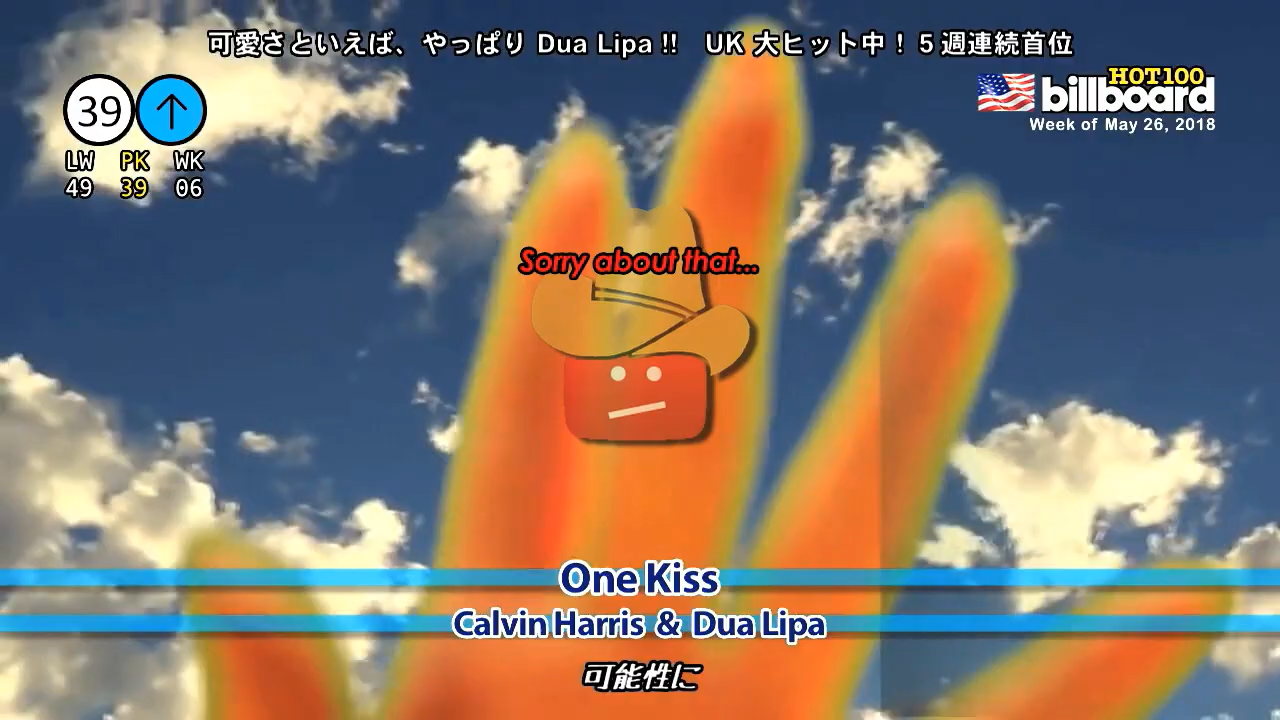 可愛さといえば、やっぱり Dua Lipa !!　UK 大ヒット中！５週連続首位
39 ↑
LW PK WK
49 39 06
HOT100
billboard
Week of May 26, 2018
Sorry about that...
One Kiss
Calvin Harris & Dua Lipa
可能性に